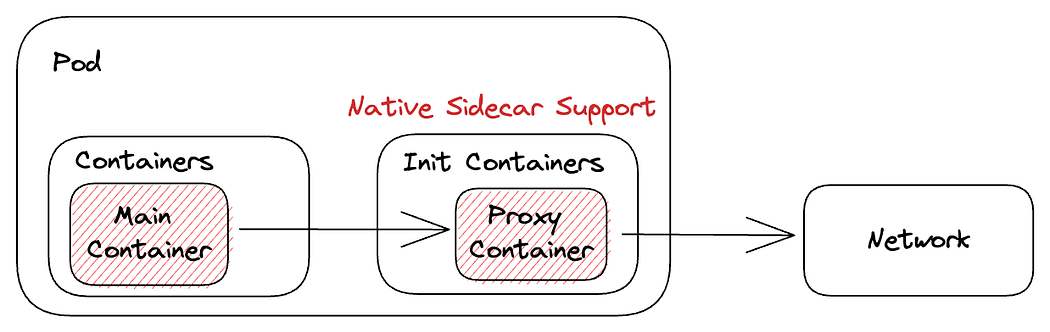 Pod
Native Sidecar Support
Containers
Init Containers
Main
Container
Proxy
Container
Network